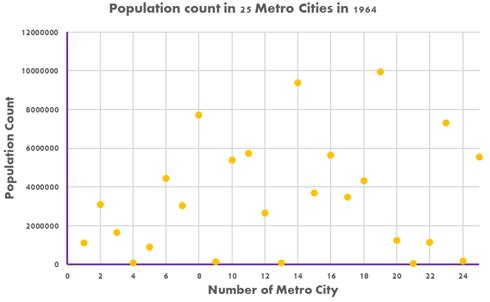 Population count in 25 Metro Cities in 1964
12000000
10000000
8000000
6000000
4000000
2000000
0
Population Count
0 2 4 6 8 10 12 14 16 18 20 22 24
Number of Metro City